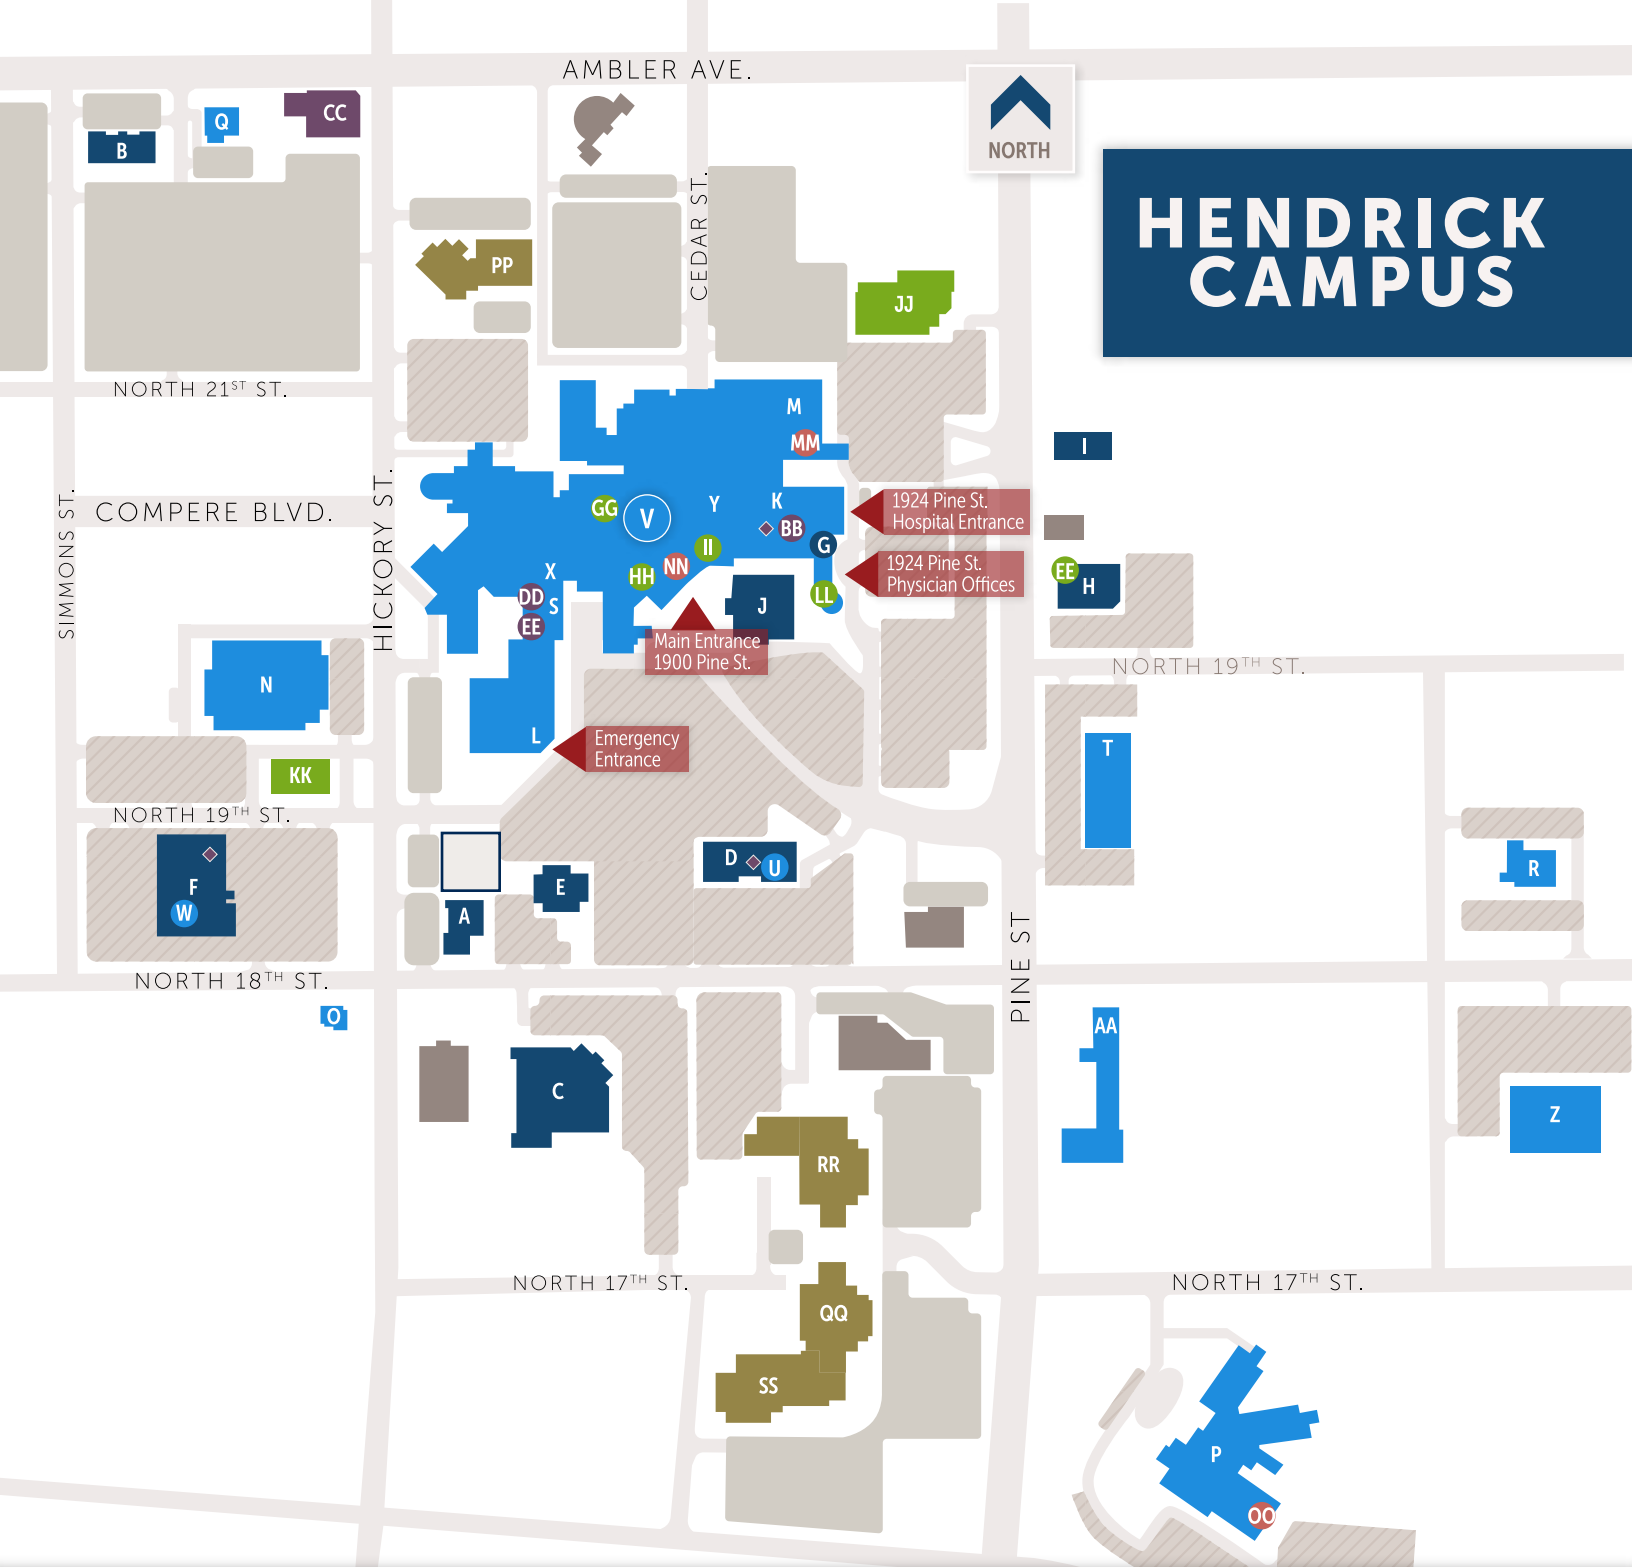 AMBLER AVE.
CC
Q
B
NORTH
HENDRICK
CAMPUS
CEDAR ST.
PP
JJ
NORTH 21ST ST.
M
MM
I
SIMMONS ST.
COMPERE BLVD.
HICKORY ST.
GG
V
Y
K
BB
1924 Pine St.
Hospital Entrance
G
II
NN
HH
X
DD
S
EE
J
LL
1924 Pine St.
Physician Offices
EE
H
Main Entrance
1900 Pine St.
NORTH 19TH ST.
N
L
Emergency
Entrance
T
KK
NORTH 19TH ST.
F
W
A
E
D
U
R
PINE ST
NORTH 18TH ST.
O
AA
C
Z
RR
NORTH 17TH ST.
NORTH 17TH ST.
QQ
SS
P
OO